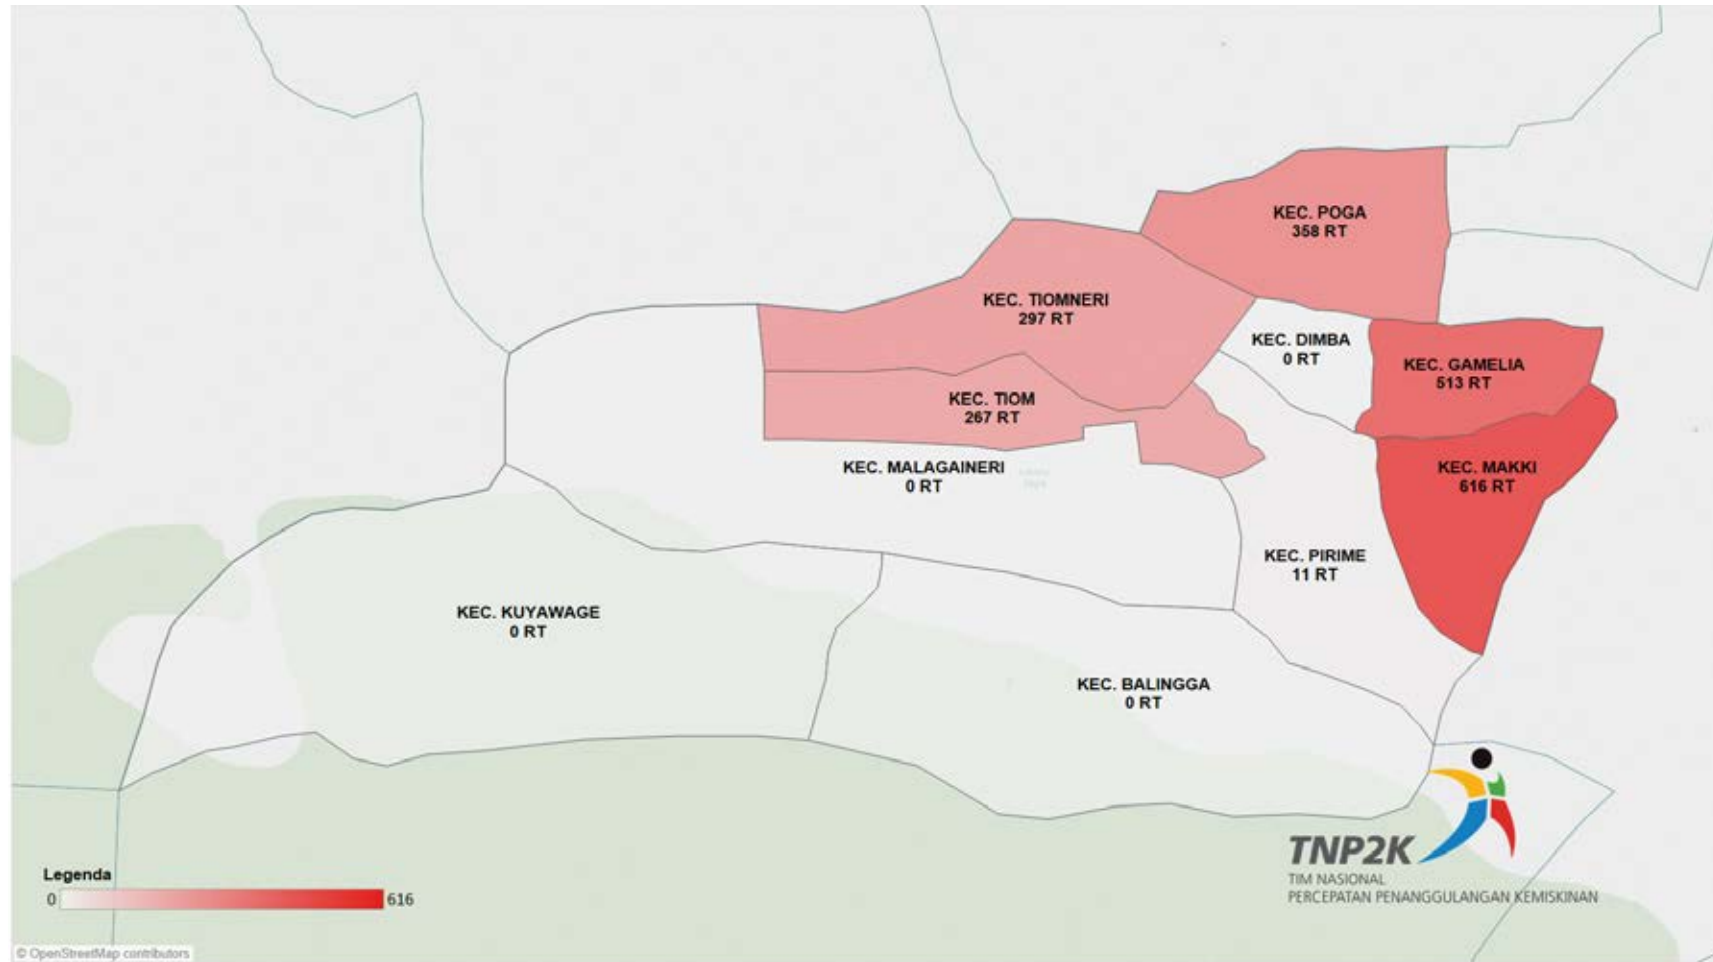 KEC. POGA
358 RT
KEC. TIOMNERI
297 RT
KEC. DIMBA
0 RT
KEC. GAMELIA
513 RT
KEC. TIOM
267 RT
KEC. MALAGAINERI
0 RT
KEC. MAKKI
616 RT
KEC. PIRIME
11 RT
KEC. KUYAWAGE
0 RT
KEC. BALINGGA
0 RT
TNP2K
TIM NASIONAL
PERCEPATAN PENANGGULANGAN KEMISKINAN
Legenda
0 616
© OpenStreetMap contributors